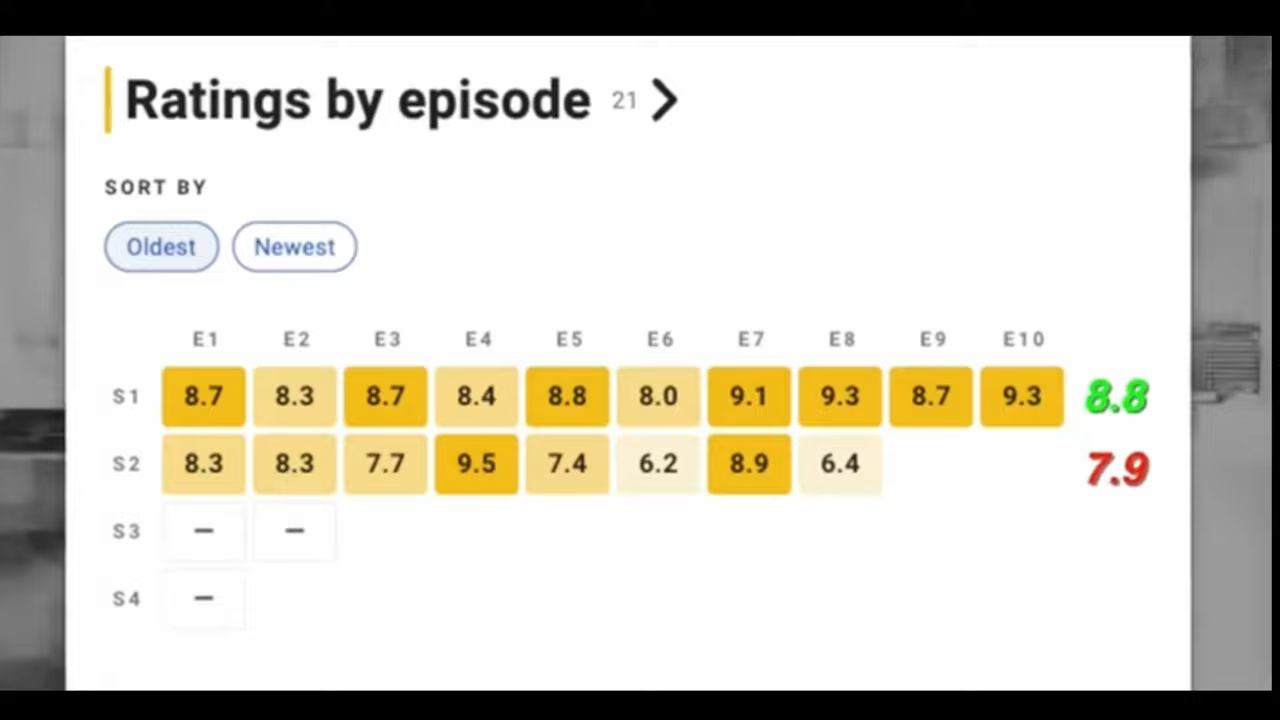 Ratings by episode 21
SORT BY
Oldest Newest
E1 E2 E3 E4 E5 E6 E7 E8 E9 E10
S1 8.7 8.3 8.7 8.4 8.8 8.0 9.1 9.3 8.7 9.3 8.8
S2 8.3 8.3 7.7 9.5 7.4 6.2 8.9 6.4 7.9
S3 – –
S4 –